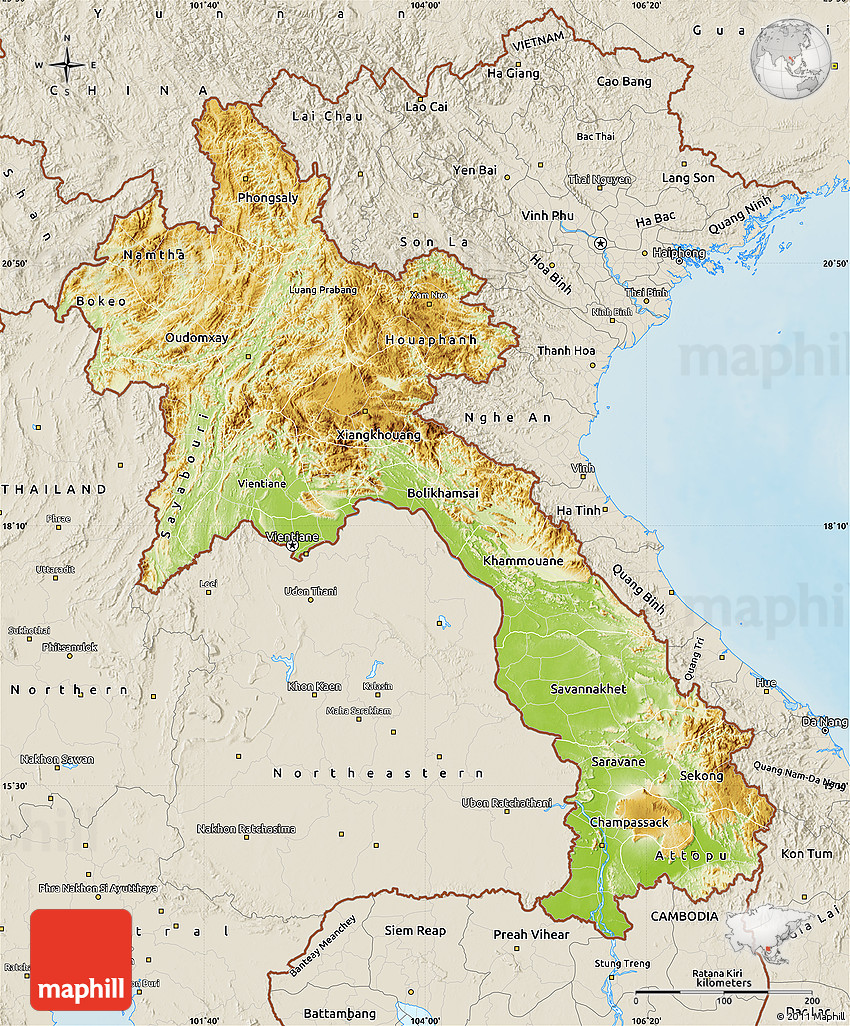 101°40' 104°00' 106°20'
Yunnan
Gua i
VIETNAM
N
W E
S
CHINA
Ha Giang
Cao Bang
Lao Cai
Lai Chau
Bac Thai
Shan
Yen Bai
Thai Nguyen
Lang Son
Phongsaly
Vinh Phu
Ha Bac
Quang Ninh
Son La
Namtha
Haiphong
20°50'
20°50'
Hoa Binh
Bokeo
Luang Prabang
Xam Nua
Thai Binh
Ninh Binh
Oudomxay
Houaphanh
Thanh Hoa
maphill
Sayabouri
Nghe An
Xiangkhouang
Vinh
Vientiane
Bolikhamsai
THAILAND
Ha Tinh
Phrae
18°10'
18°10'
Vientiane
Khammouane
Uttaradit
Loei
Udon Thani
Quang Binh
maphill
Sukhothai
Phitsanulok
Quang Tri
Northern
Khon Kaen
Kalasin
Savannakhet
Hue
Maha Sarakham
Da Nang
Nakhon Sawan
Northeastern
Saravane
Sekong
Quang Nam-Da Nang
15°30'
Ubon Ratchathani
Champassack
Nakhon Ratchasima
Attopu
Kon Tum
Phra Nakhon Si Ayutthaya
CAMBODIA
Gia Lai
tral
Banteay Meanchey
Siem Reap
Preah Vihear
Stung Treng
Ratana Kiri
kilometers
maphill
0 100 200
Battambang
Dac Lac
101°40' 104°00' 106°20'
© 2011 Maphill